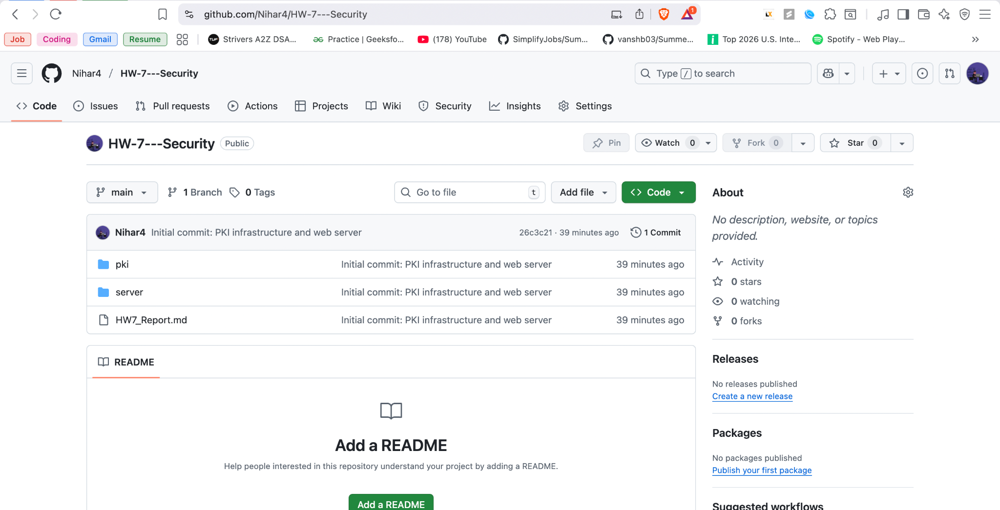 github.com/Nihar4/HW-7---Security
1
LX
Job Coding Gmail Resume TUF Strivers A2Z DSA... Practice | Geeksfo... (178) YouTube SimplifyJobs/Sum... vanshb03/Summe... Top 2026 U.S. Inte... Spotify - Web Play... »
Nihar4 / HW-7---Security
Type / to search
Code Issues Pull requests Actions Projects Wiki Security Insights Settings
HW-7---Security Public
Pin Watch 0 Fork 0 Star 0
main 1 Branch 0 Tags
Go to file t Add file Code
Nihar4 Initial commit: PKI infrastructure and web server 26c3c21 · 39 minutes ago 1 Commit
pki Initial commit: PKI infrastructure and web server 39 minutes ago
server Initial commit: PKI infrastructure and web server 39 minutes ago
HW7_Report.md Initial commit: PKI infrastructure and web server 39 minutes ago
README
Add a README
Help people interested in this repository understand your project by adding a README.
Add a README
About
No description, website, or topics
provided.
Activity
0 stars
0 watching
0 forks
Releases
No releases published
Create a new release
Packages
No packages published
Publish your first package
Suggested workflows